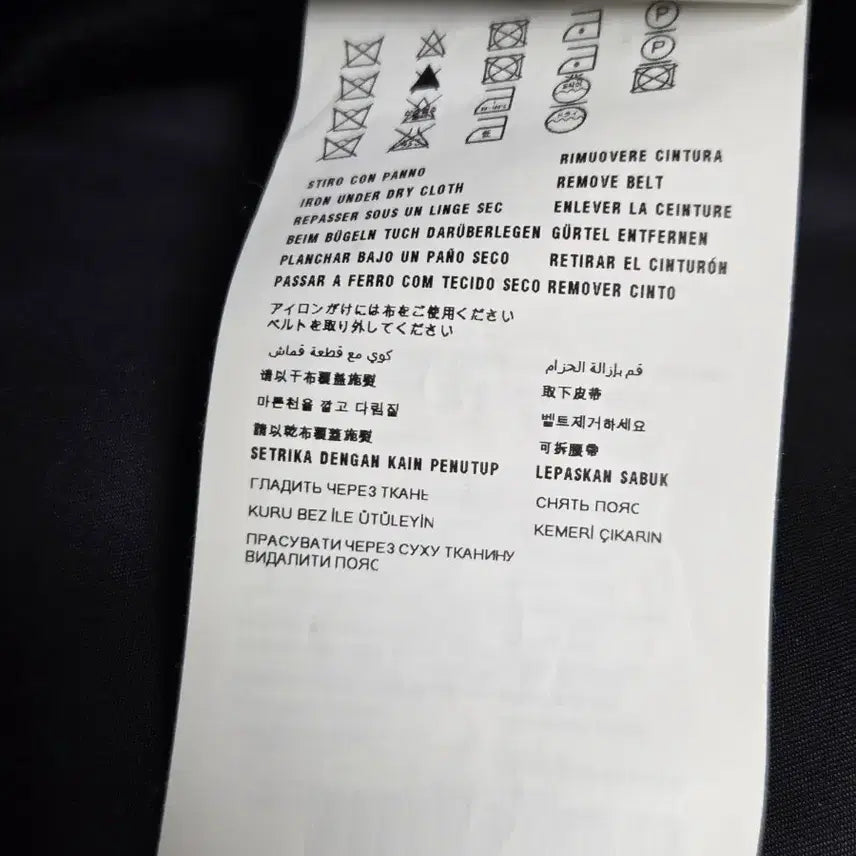 P
P
STIRO CON PANNO
RIMUOVERE CINTURA
IRON UNDER DRY CLOTH
REMOVE BELT
REPASSER SOUS UN LINGE SEC
ENLEVER LA CEINTURE
BEIM BÜGELN TUCH DARÜBERLEGEN GÜRTEL ENTFERNEN
PLANCHAR BAJO UN PAÑO SECO
RETIRAR EL CINTURÓN
PASSAR A FERRO COM TECIDO SECO REMOVER CINTO
アイロンがけには布をご使用ください
ベルトを取り外してください
كوي مع قطعة قماش
قم بإزالة الحزام
请以干布覆盖施熨
取下皮带
마른천을 깔고 다림질
벨트제거하세요
請以乾布覆蓋施熨
可拆腰帶
SETRIKA DENGAN KAIN PENUTUP
LEPASKAN SABUK
ГЛАДИТЬ ЧЕРЕЗ ТКАНЬ
СНЯТЬ ПОЯС
KURU BEZ İLE ÜTÜLEYİN
KEMERİ ÇIKARIN
ПРАСУВАТИ ЧЕРЕЗ СУХУ ТКАНИНУ
ВИДАЛИТИ ПОЯС